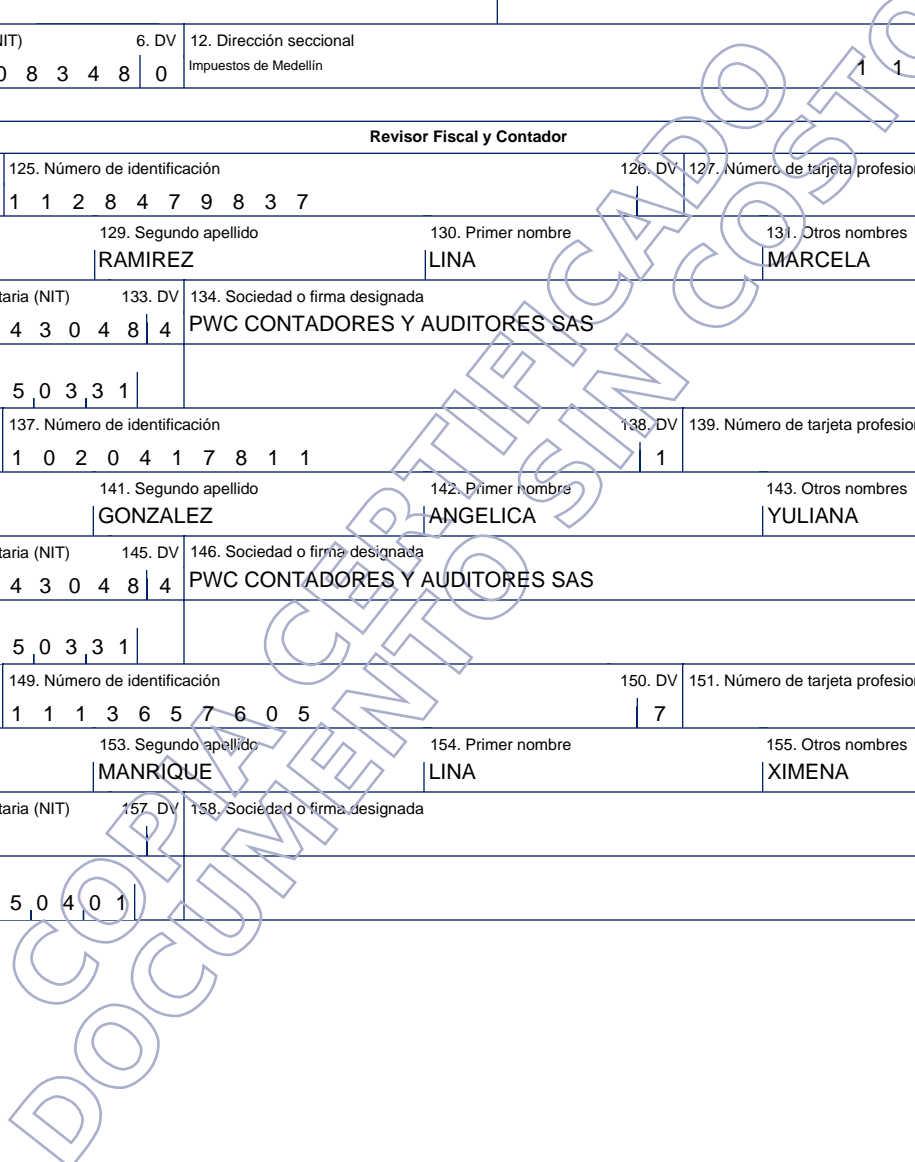 NIT) 6. DV 12. Dirección seccional
0 8 3 4 8 0 Impuestos de Medellín 1 1
Revisor Fiscal y Contador
125. Número de identificación 126. DV 127. Número de tarjeta profesion
1 1 2 8 4 7 9 8 3 7
129. Segundo apellido 130. Primer nombre 131. Otros nombres
RAMIREZ LINA MARCELA
taria (NIT) 133. DV 134. Sociedad o firma designada
4 3 0 4 8 4 PWC CONTADORES Y AUDITORES SAS
5 0 3 3 1
137. Número de identificación 138. DV 139. Número de tarjeta profesion
1 0 2 0 4 1 7 8 1 1 1
141. Segundo apellido 142. Primer nombre 143. Otros nombres
GONZALEZ ANGELICA YULIANA
taria (NIT) 145. DV 146. Sociedad o firma designada
4 3 0 4 8 4 PWC CONTADORES Y AUDITORES SAS
5 0 3 3 1
149. Número de identificación 150. DV 151. Número de tarjeta profesion
1 1 1 3 6 5 7 6 0 5 7
153. Segundo apellido 154. Primer nombre 155. Otros nombres
MANRIQUE LINA XIMENA
taria (NIT) 157. DV 158. Sociedad o firma designada
5 0 4 0 1
COPIA CERTIFICADO
DOCUMENTO SIN COSTO